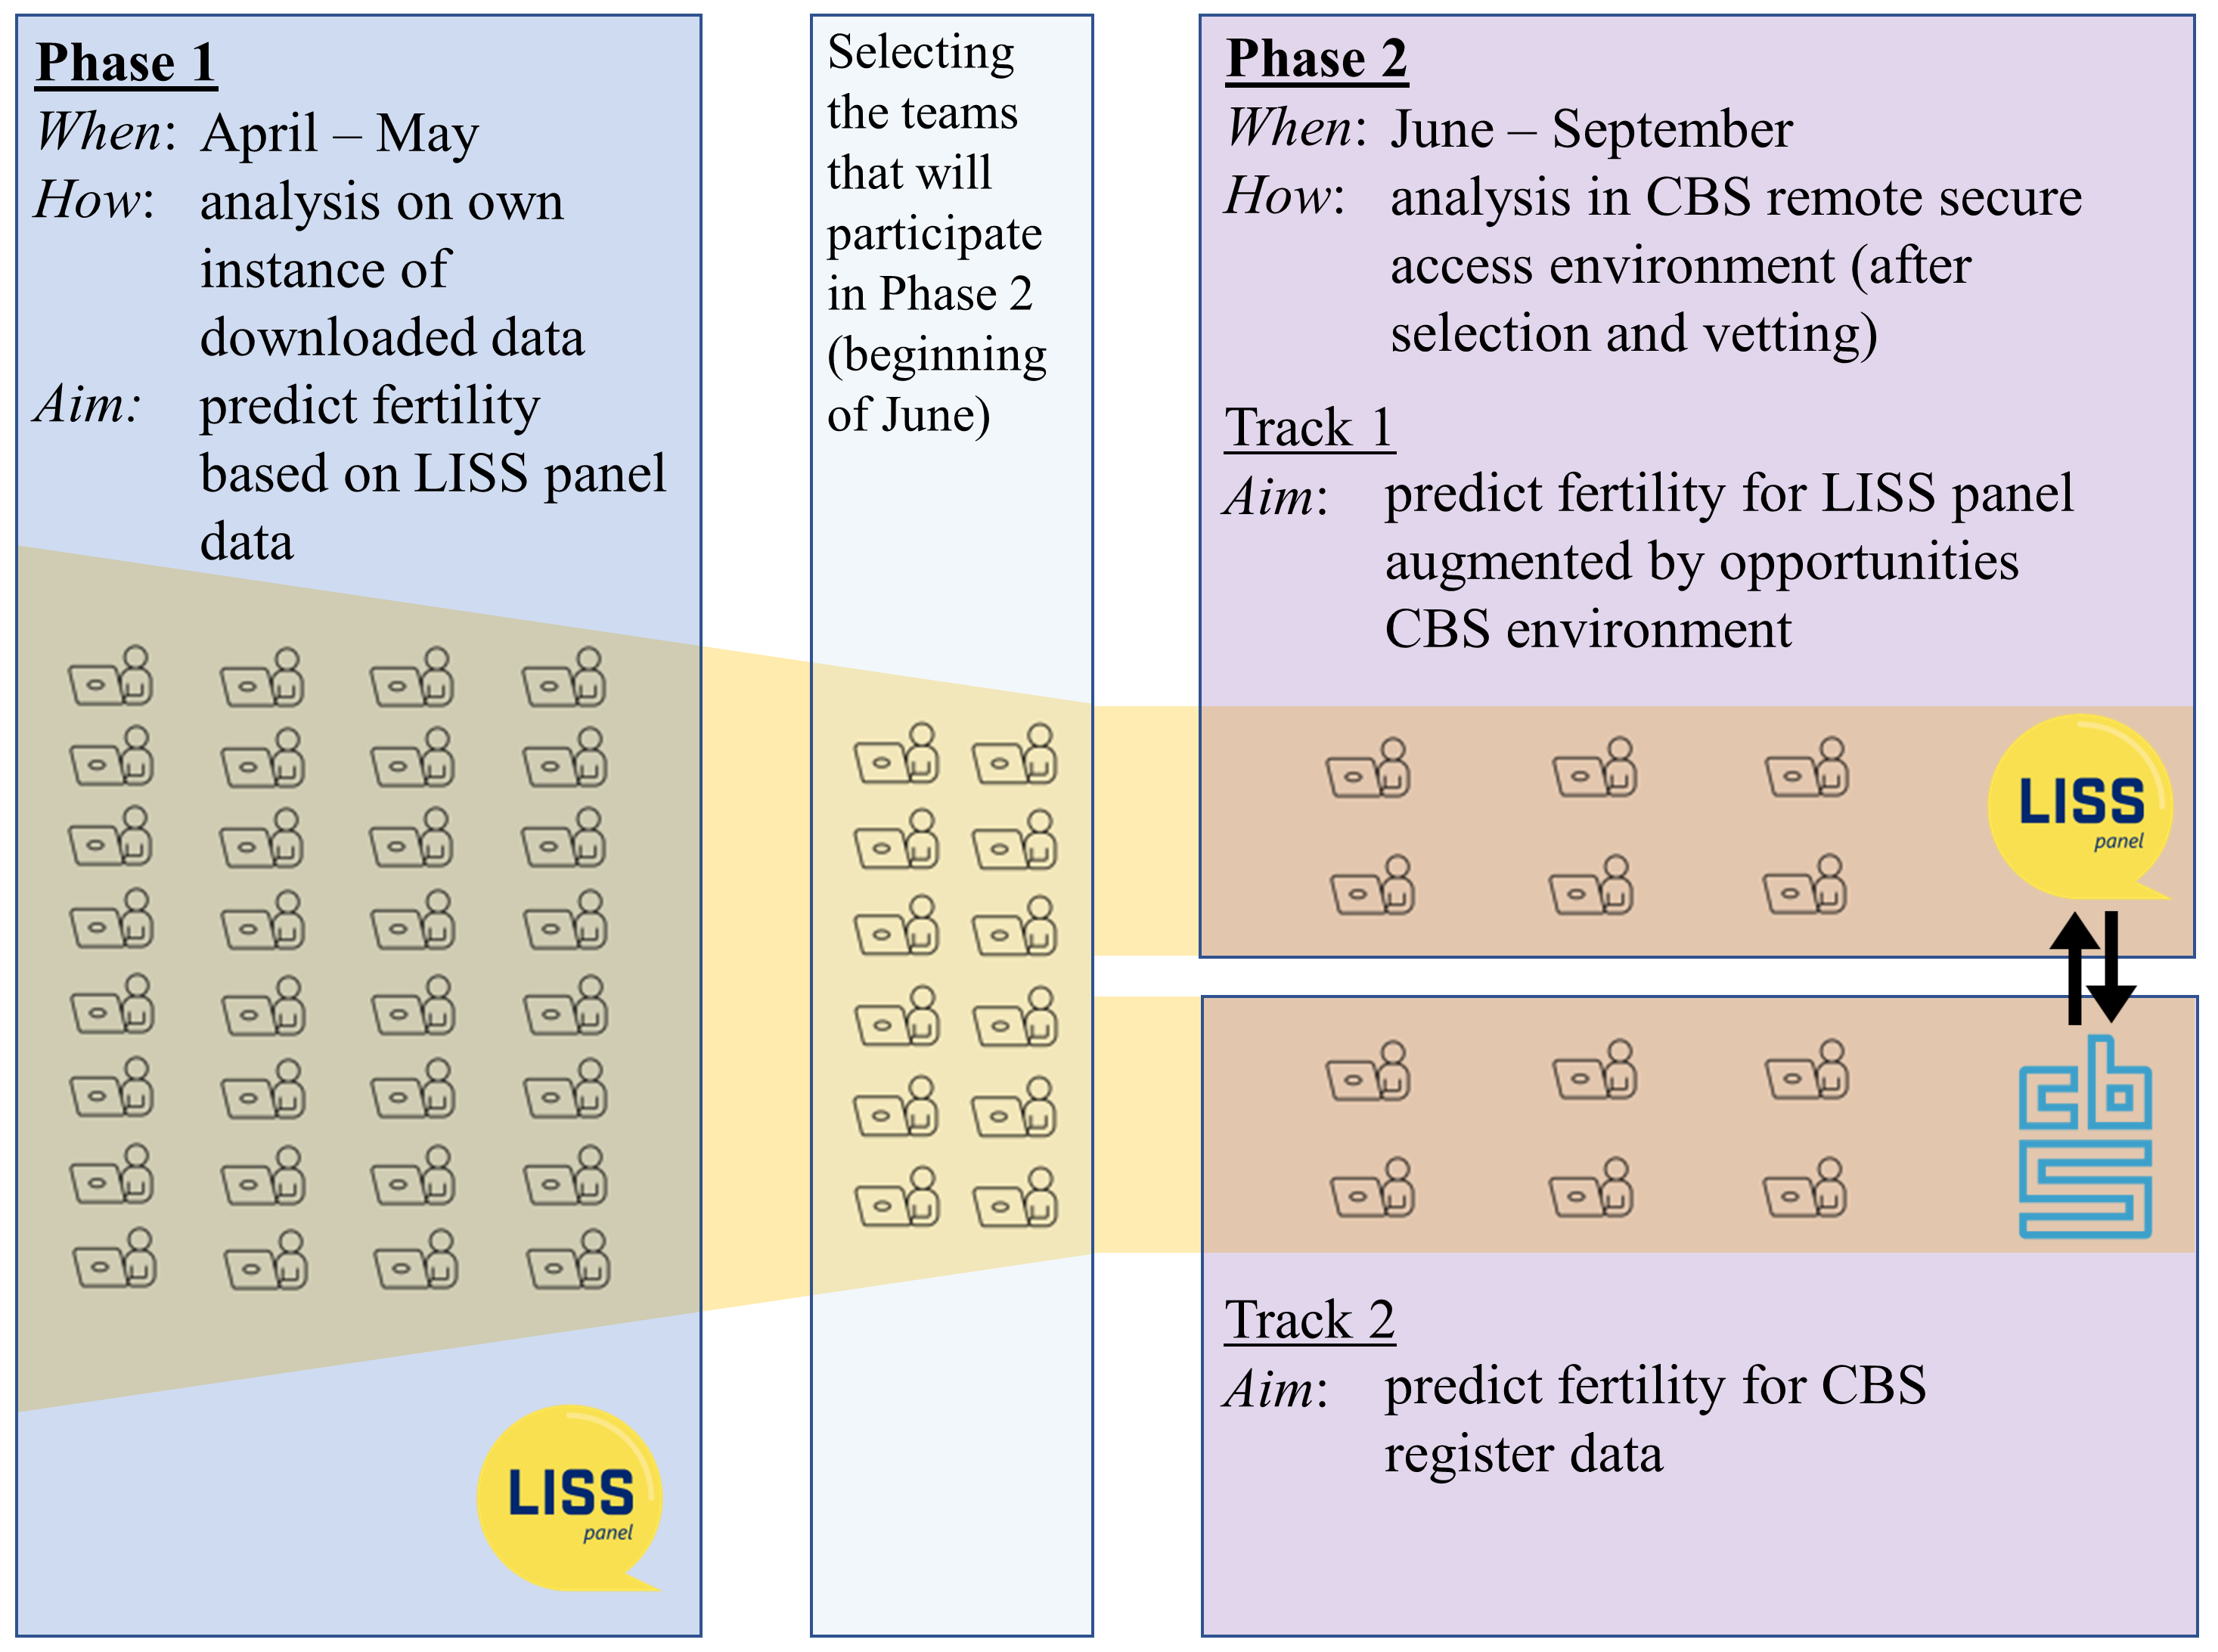 Phase 1
When: April – May
How: analysis on own
instance of
downloaded data
Aim: predict fertility
based on LISS panel
data
LISS
panel
Selecting
the teams
that will
participate
in Phase 2
(beginning
of June)
Phase 2
When: June – September
How: analysis in CBS remote secure
access environment (after
selection and vetting)
Track 1
Aim: predict fertility for LISS panel
augmented by opportunities
CBS environment
LISS
panel
cbs
Track 2
Aim: predict fertility for CBS
register data